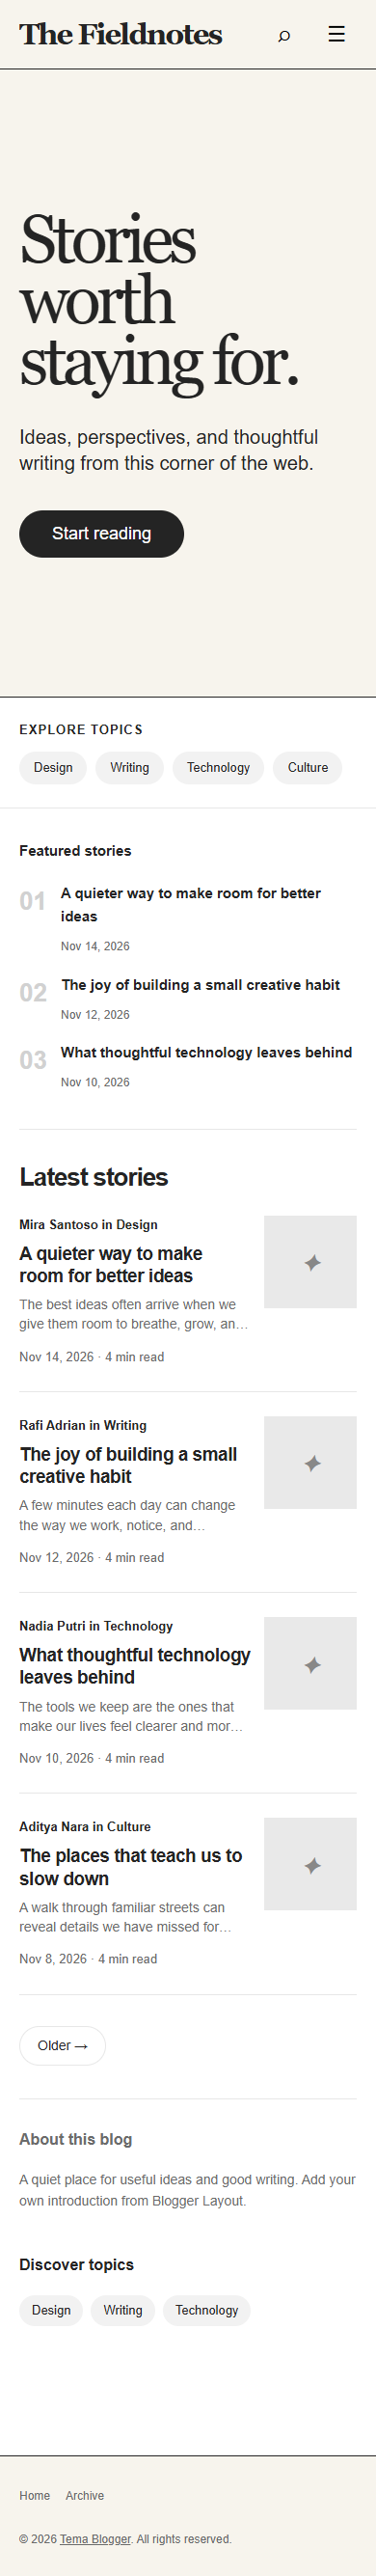 The Fieldnotes
Stories
worth
staying for.
Ideas, perspectives, and thoughtful
writing from this corner of the web.
Start reading
EXPLORE TOPICS
Design Writing Technology Culture
Featured stories
01 A quieter way to make room for better
ideas
Nov 14, 2026
02 The joy of building a small creative habit
Nov 12, 2026
03 What thoughtful technology leaves behind
Nov 10, 2026
Latest stories
Mira Santoso in Design
A quieter way to make
room for better ideas
The best ideas often arrive when we
give them room to breathe, grow, an…
Nov 14, 2026 · 4 min read
Rafi Adrian in Writing
The joy of building a small
creative habit
A few minutes each day can change
the way we work, notice, and…
Nov 12, 2026 · 4 min read
Nadia Putri in Technology
What thoughtful technology
leaves behind
The tools we keep are the ones that
make our lives feel clearer and mor…
Nov 10, 2026 · 4 min read
Aditya Nara in Culture
The places that teach us to
slow down
A walk through familiar streets can
reveal details we have missed for…
Nov 8, 2026 · 4 min read
Older →
About this blog
A quiet place for useful ideas and good writing. Add your
own introduction from Blogger Layout.
Discover topics
Design Writing Technology
Home Archive
© 2026 Tema Blogger. All rights reserved.